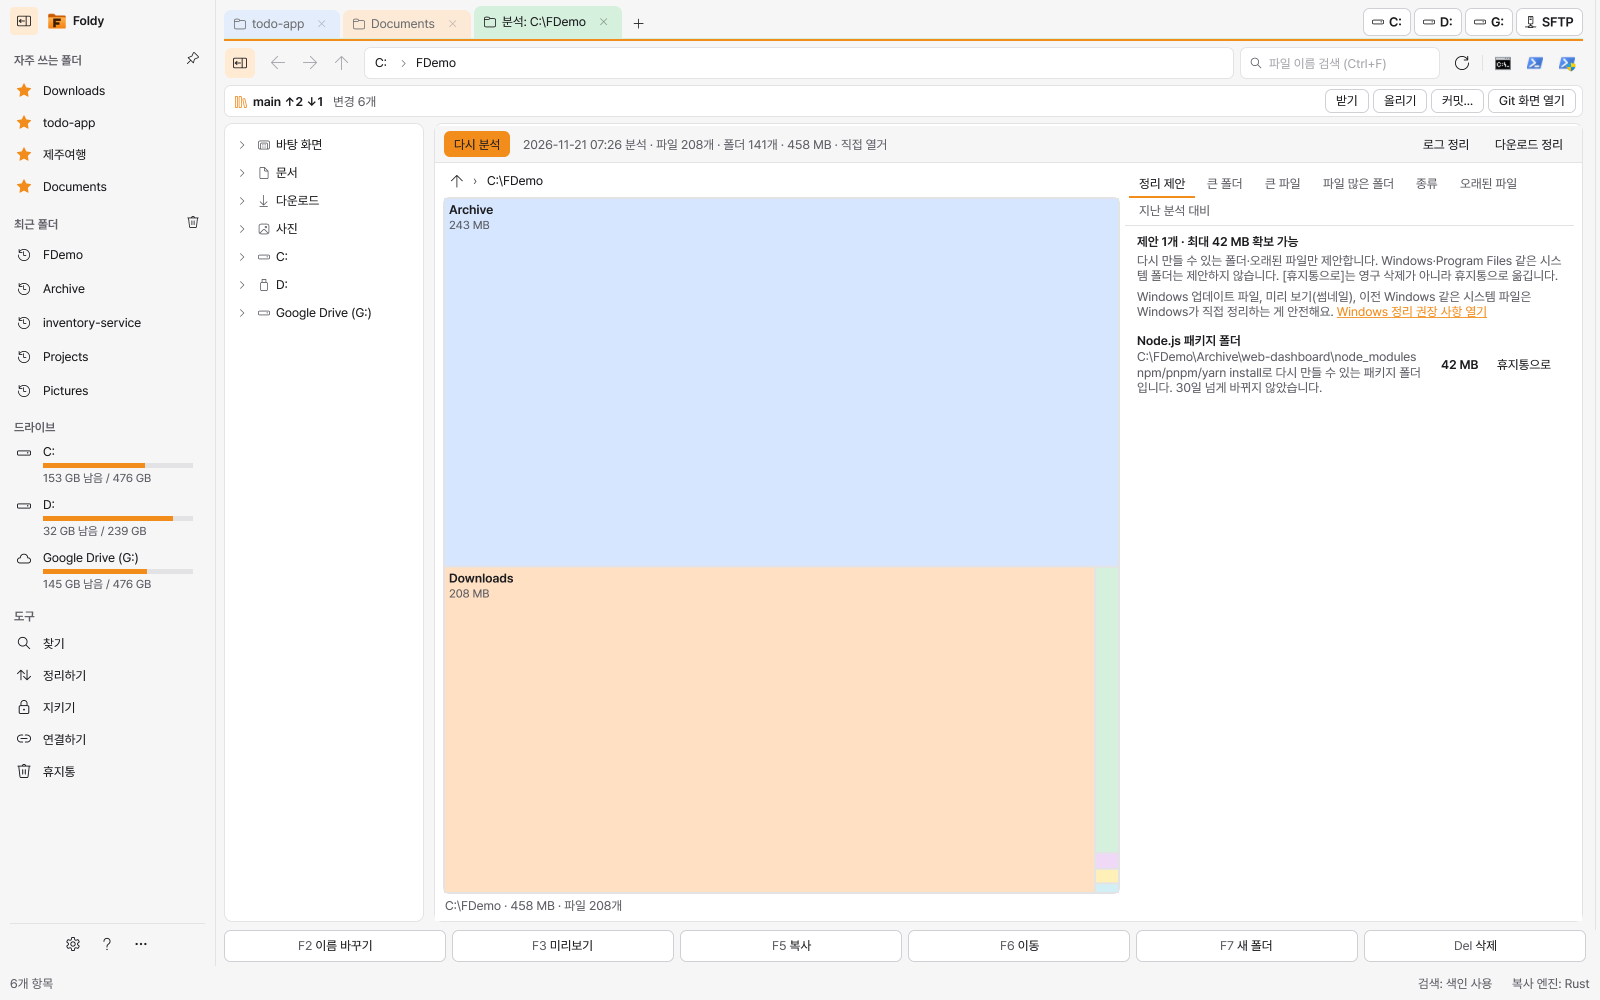 Foldy
자주 쓰는 폴더
Downloads
todo-app
제주여행
Documents
최근 폴더
FDemo
Archive
inventory-service
Projects
Pictures
드라이브
C:
153 GB 남음 / 476 GB
D:
32 GB 남음 / 239 GB
Google Drive (G:)
145 GB 남음 / 476 GB
도구
찾기
정리하기
지키기
연결하기
휴지통
6개 항목
todo-app
Documents
분석: C:\FDemo
C:
D:
G:
SFTP
C: FDemo
파일 이름 검색 (Ctrl+F)
main ↑2 ↓1 변경 6개
받기
올리기
커밋...
Git 화면 열기
바탕 화면
문서
다운로드
사진
C:
D:
Google Drive (G:)
다시 분석
2026-11-21 07:26 분석 · 파일 208개 · 폴더 141개 · 458 MB · 직접 열거
로그 정리
다운로드 정리
C:\FDemo
Archive
243 MB
Downloads
208 MB
C:\FDemo · 458 MB · 파일 208개
정리 제안
큰 폴더
큰 파일
파일 많은 폴더
종류
오래된 파일
지난 분석 대비
제안 1개 · 최대 42 MB 확보 가능
다시 만들 수 있는 폴더·오래된 파일만 제안합니다. Windows·Program Files 같은 시스
템 폴더는 제안하지 않습니다. [휴지통으로]는 영구 삭제가 아니라 휴지통으로 옮깁니다.
Windows 업데이트 파일, 미리 보기(썸네일), 이전 Windows 같은 시스템 파일은
Windows가 직접 정리하는 게 안전해요. Windows 정리 권장 사항 열기
Node.js 패키지 폴더
C:\FDemo\Archive\web-dashboard\node_modules
npm/pnpm/yarn install로 다시 만들 수 있는 패키지 폴더
입니다. 30일 넘게 바뀌지 않았습니다.
42 MB
휴지통으로
F2 이름 바꾸기
F3 미리보기
F5 복사
F6 이동
F7 새 폴더
Del 삭제
검색: 색인 사용
복사 엔진: Rust